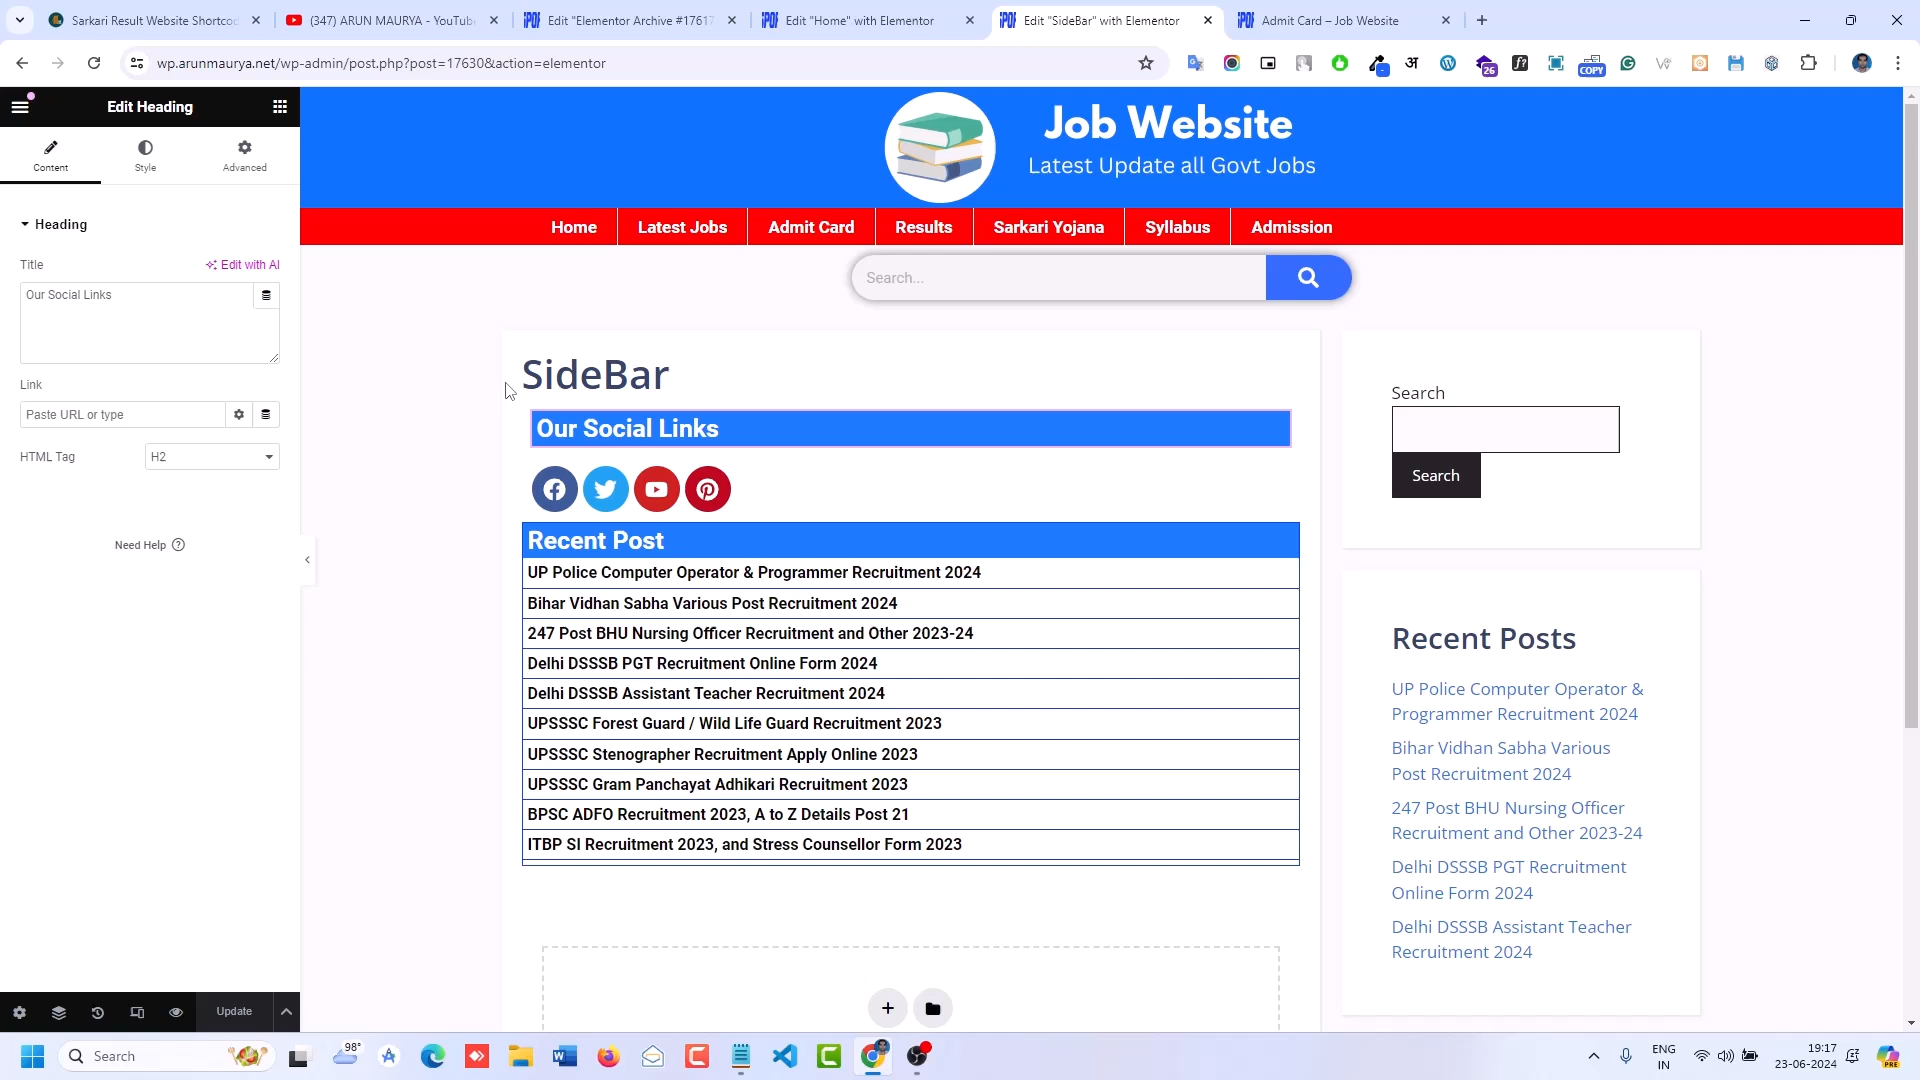 Sarkari Result Website Shortcod
(347) ARUN MAURYA - YouTube
Edit "Elementor Archive #17617
Edit "Home" with Elementor
Edit "SideBar" with Elementor
Admit Card – Job Website
wp.arunmaurya.net/wp-admin/post.php?post=17630&action=elementor
26
COPY
Edit Heading
Content
Style
Advanced
Heading
Title
Edit with AI
Our Social Links
Link
Paste URL or type
HTML Tag
H2
Need Help
Update
Job Website
Latest Update all Govt Jobs
Home
Latest Jobs
Admit Card
Results
Sarkari Yojana
Syllabus
Admission
Search...
SideBar
Our Social Links
Recent Post
UP Police Computer Operator & Programmer Recruitment 2024
Bihar Vidhan Sabha Various Post Recruitment 2024
247 Post BHU Nursing Officer Recruitment and Other 2023-24
Delhi DSSSB PGT Recruitment Online Form 2024
Delhi DSSSB Assistant Teacher Recruitment 2024
UPSSSC Forest Guard / Wild Life Guard Recruitment 2023
UPSSSC Stenographer Recruitment Apply Online 2023
UPSSSC Gram Panchayat Adhikari Recruitment 2023
BPSC ADFO Recruitment 2023, A to Z Details Post 21
ITBP SI Recruitment 2023, and Stress Counsellor Form 2023
Search
Search
Recent Posts
UP Police Computer Operator &
Programmer Recruitment 2024
Bihar Vidhan Sabha Various
Post Recruitment 2024
247 Post BHU Nursing Officer
Recruitment and Other 2023-24
Delhi DSSSB PGT Recruitment
Online Form 2024
Delhi DSSSB Assistant Teacher
Recruitment 2024
Search
98°
ENG
IN
19:17
23-06-2024